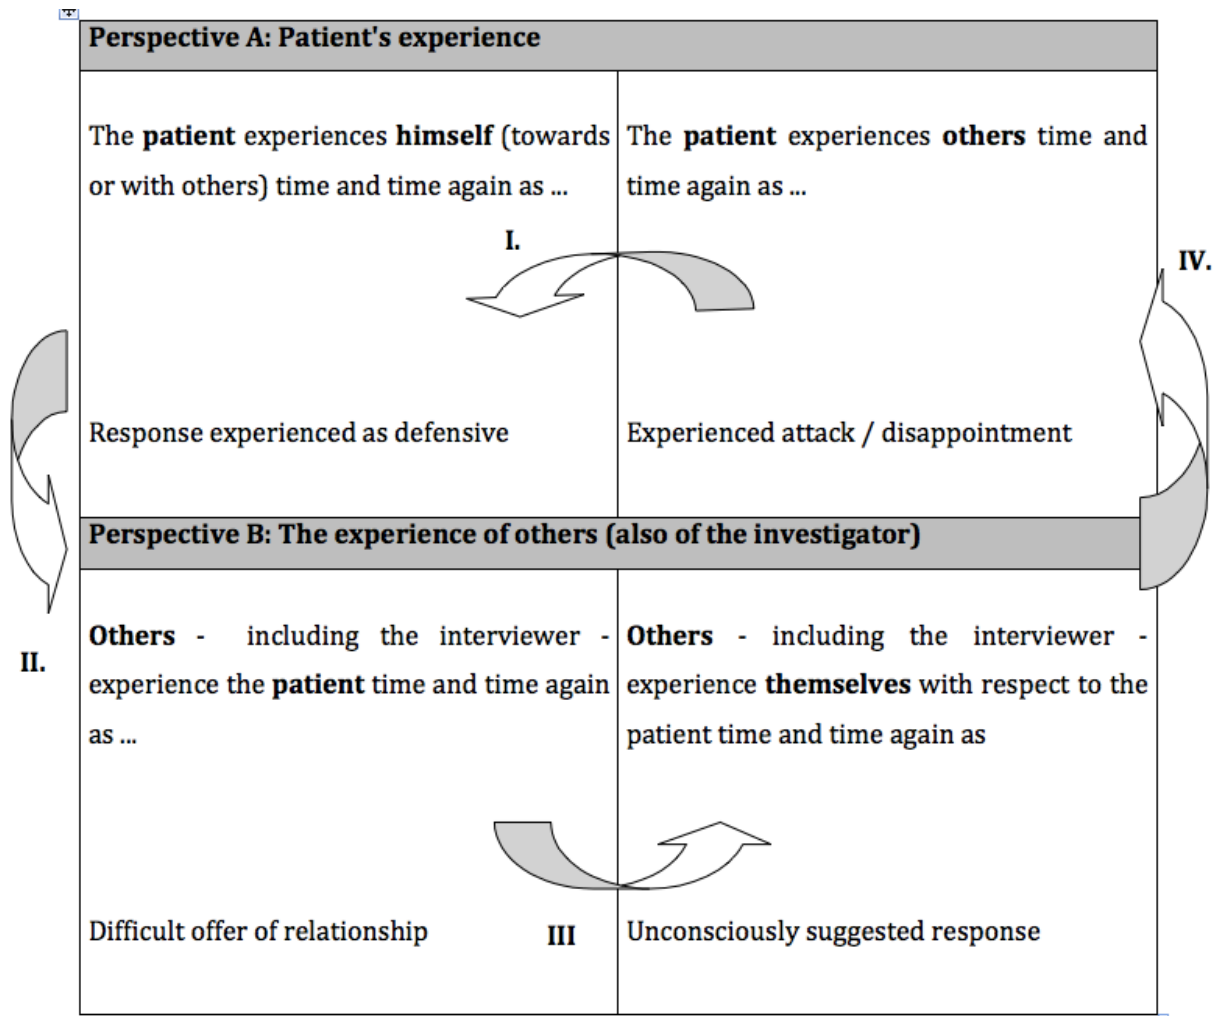 Perspective A: Patient's experience
The patient experiences himself (towards
or with others) time and time again as ...
The patient experiences others time and
time again as ...
I.
IV.
Response experienced as defensive
Experienced attack / disappointment
Perspective B: The experience of others (also of the investigator)
Others - including the interviewer -
experience the patient time and time again
as ...
Others - including the interviewer -
experience themselves with respect to the
patient time and time again as
II.
Difficult offer of relationship
III
Unconsciously suggested response